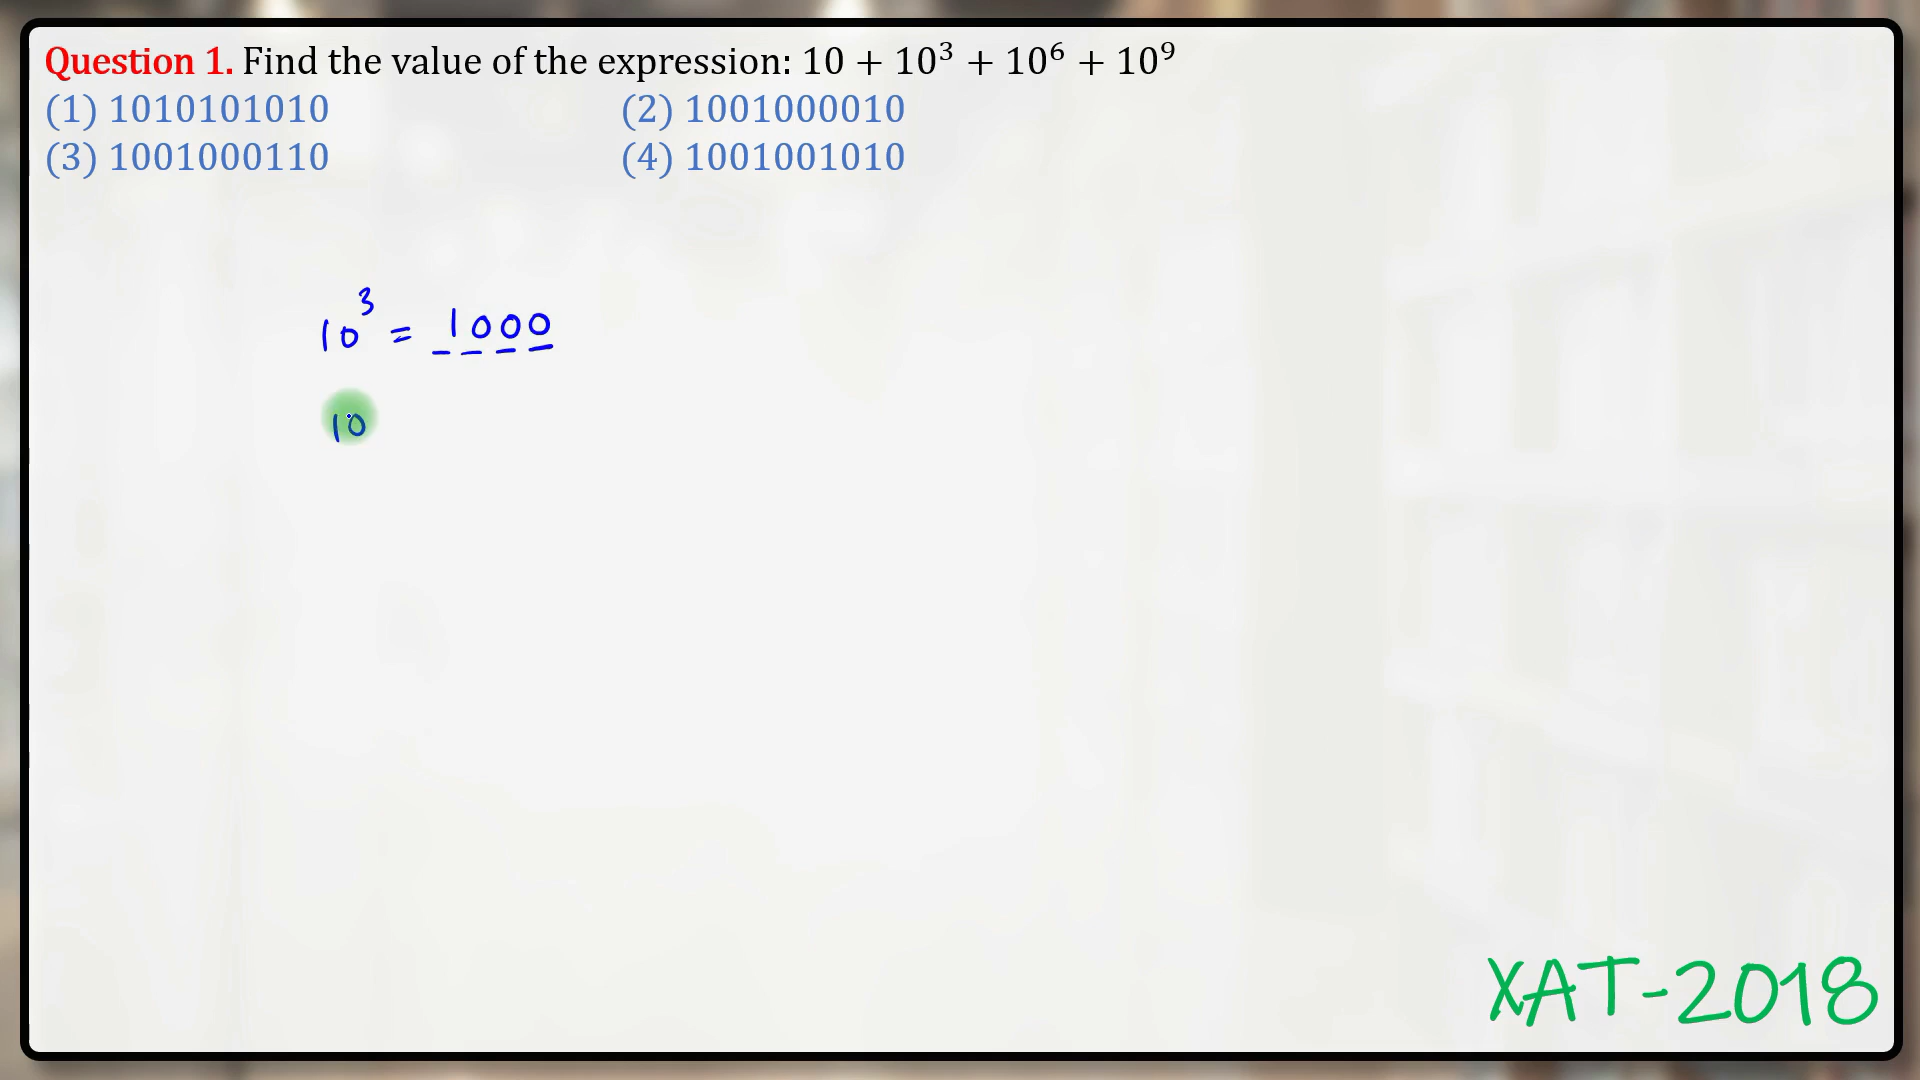 Question 1. Find the value of the expression: 10 + 10³ + 10⁶ + 10⁹
(1) 1010101010 (2) 1001000010
(3) 1001000110 (4) 1001001010
10³ = 1000
10
XAT-2018